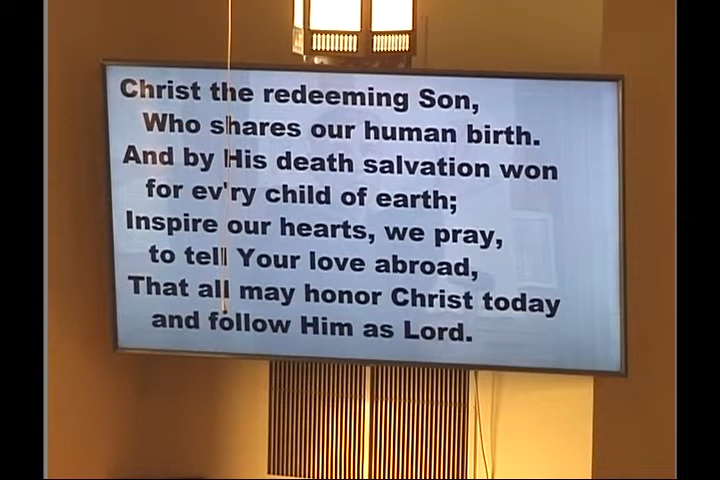 Christ the redeeming Son,
Who shares our human birth.
And by His death salvation won
for ev'ry child of earth;
Inspire our hearts, we pray,
to tell Your love abroad,
That all may honor Christ today
and follow Him as Lord.